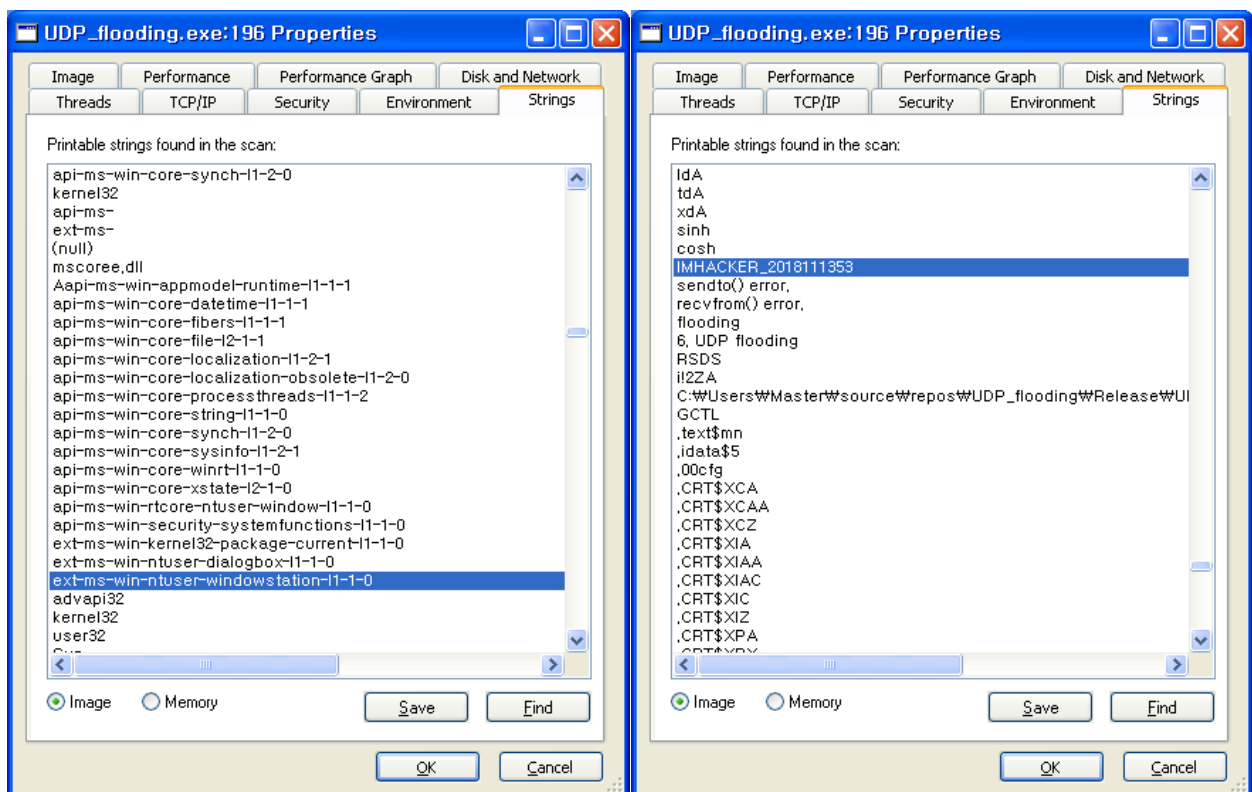 UDP_flooding.exe:196 Properties
Image Performance Performance Graph Disk and Network
Threads TCP/IP Security Environment Strings
Printable strings found in the scan:
api-ms-win-core-synch-l1-2-0
kernel32
api-ms-
ext-ms-
(null)
mscoree,dll
Aapi-ms-win-appmodel-runtime-l1-1-1
api-ms-win-core-datetime-l1-1-1
api-ms-win-core-fibers-l1-1-1
api-ms-win-core-file-l2-1-1
api-ms-win-core-localization-l1-2-1
api-ms-win-core-localization-obsolete-l1-2-0
api-ms-win-core-processthreads-l1-1-2
api-ms-win-core-string-l1-1-0
api-ms-win-core-synch-l1-2-0
api-ms-win-core-sysinfo-l1-2-1
api-ms-win-core-winrt-l1-1-0
api-ms-win-core-xstate-l2-1-0
api-ms-win-rtcore-ntuser-window-l1-1-0
api-ms-win-security-systemfunctions-l1-1-0
ext-ms-win-kernel32-package-current-l1-1-0
ext-ms-win-ntuser-dialogbox-l1-1-0
ext-ms-win-ntuser-windowstation-l1-1-0
advapi32
kernel32
user32
Image Memory Save Find
OK Cancel
UDP_flooding.exe:196 Properties
Image Performance Performance Graph Disk and Network
Threads TCP/IP Security Environment Strings
Printable strings found in the scan:
ldA
tdA
xdA
sinh
cosh
IMHACKER_2018111353
sendto() error,
recvfrom() error,
flooding
6, UDP flooding
RSDS
i!2ZA
C:₩Users₩Master₩source₩repos₩UDP_flooding₩Release₩UI
GCTL
,text$mn
,idata$5
,00cfg
,CRT$XCA
,CRT$XCAA
,CRT$XCZ
,CRT$XIA
,CRT$XIAA
,CRT$XIAC
,CRT$XIC
,CRT$XIZ
,CRT$XPA
Image Memory Save Find
OK Cancel